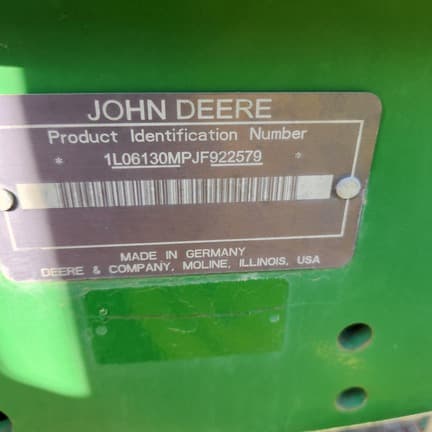 JOHN DEERE
Product Identification Number
* 1L06130MPJF922579 *
MADE IN GERMANY
DEERE & COMPANY, MOLINE, ILLINOIS, USA